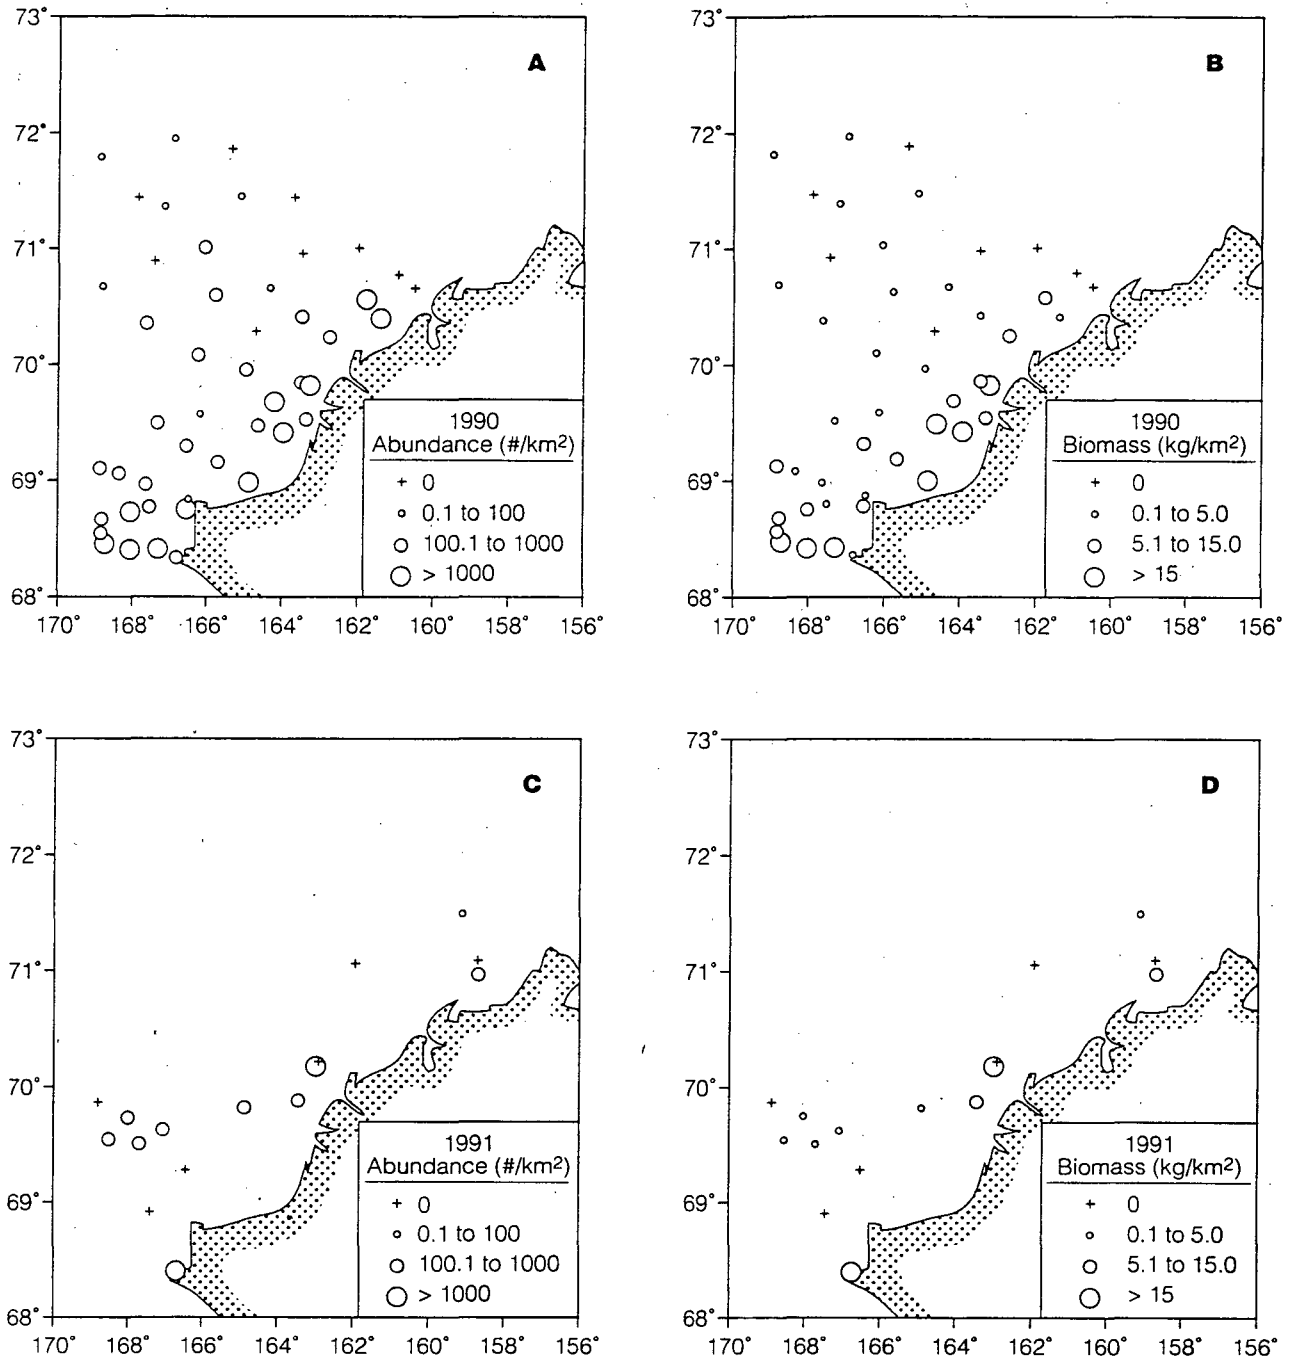 73°
72°
71°
70°
69°
68°
170° 168° 166° 164° 162° 160° 158° 156°
A
1990
Abundance (#/km2)
+ 0
0.1 to 100
100.1 to 1000
> 1000
73°
72°
71°
70°
69°
68°
170° 168° 166° 164° 162° 160° 158° 156°
B
1990
Biomass (kg/km2)
+ 0
0.1 to 5.0
5.1 to 15.0
> 15
73°
72°
71°
70°
69°
68°
170° 168° 166° 164° 162° 160° 158° 156°
C
1991
Abundance (#/km2)
+ 0
0.1 to 100
100.1 to 1000
> 1000
73°
72°
71°
70°
69°
68°
170° 168° 166° 164° 162° 160° 158° 156°
D
1991
Biomass (kg/km2)
+ 0
0.1 to 5.0
5.1 to 15.0
> 15